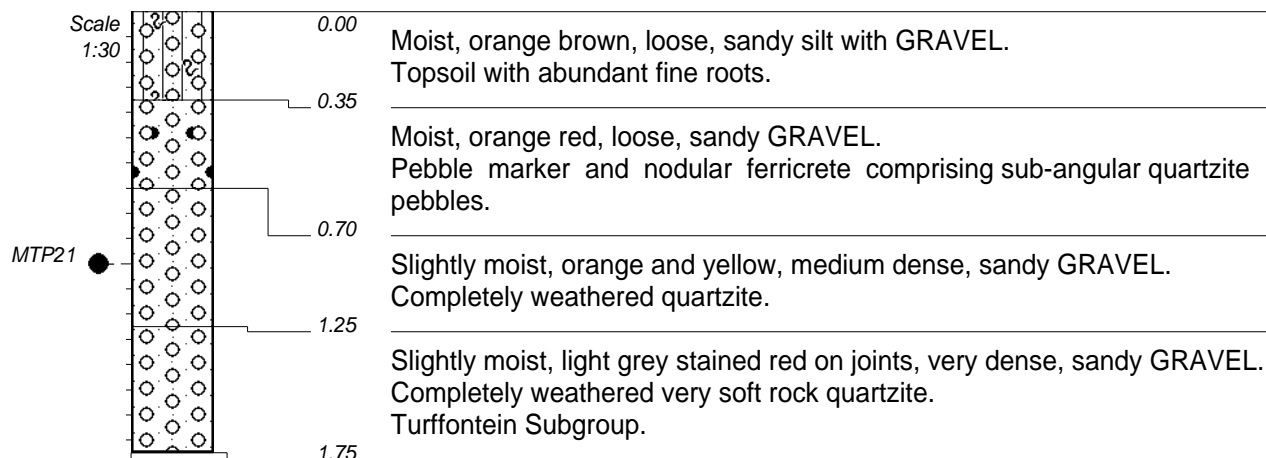 Scale
1:30
0.00
Moist, orange brown, loose, sandy silt with GRAVEL.
Topsoil with abundant fine roots.
0.35
Moist, orange red, loose, sandy GRAVEL.
Pebble marker and nodular ferricrete comprising sub-angular quartzite
pebbles.
0.70
MTP21
Slightly moist, orange and yellow, medium dense, sandy GRAVEL.
Completely weathered quartzite.
1.25
Slightly moist, light grey stained red on joints, very dense, sandy GRAVEL.
Completely weathered very soft rock quartzite.
Turffontein Subgroup.
1.75